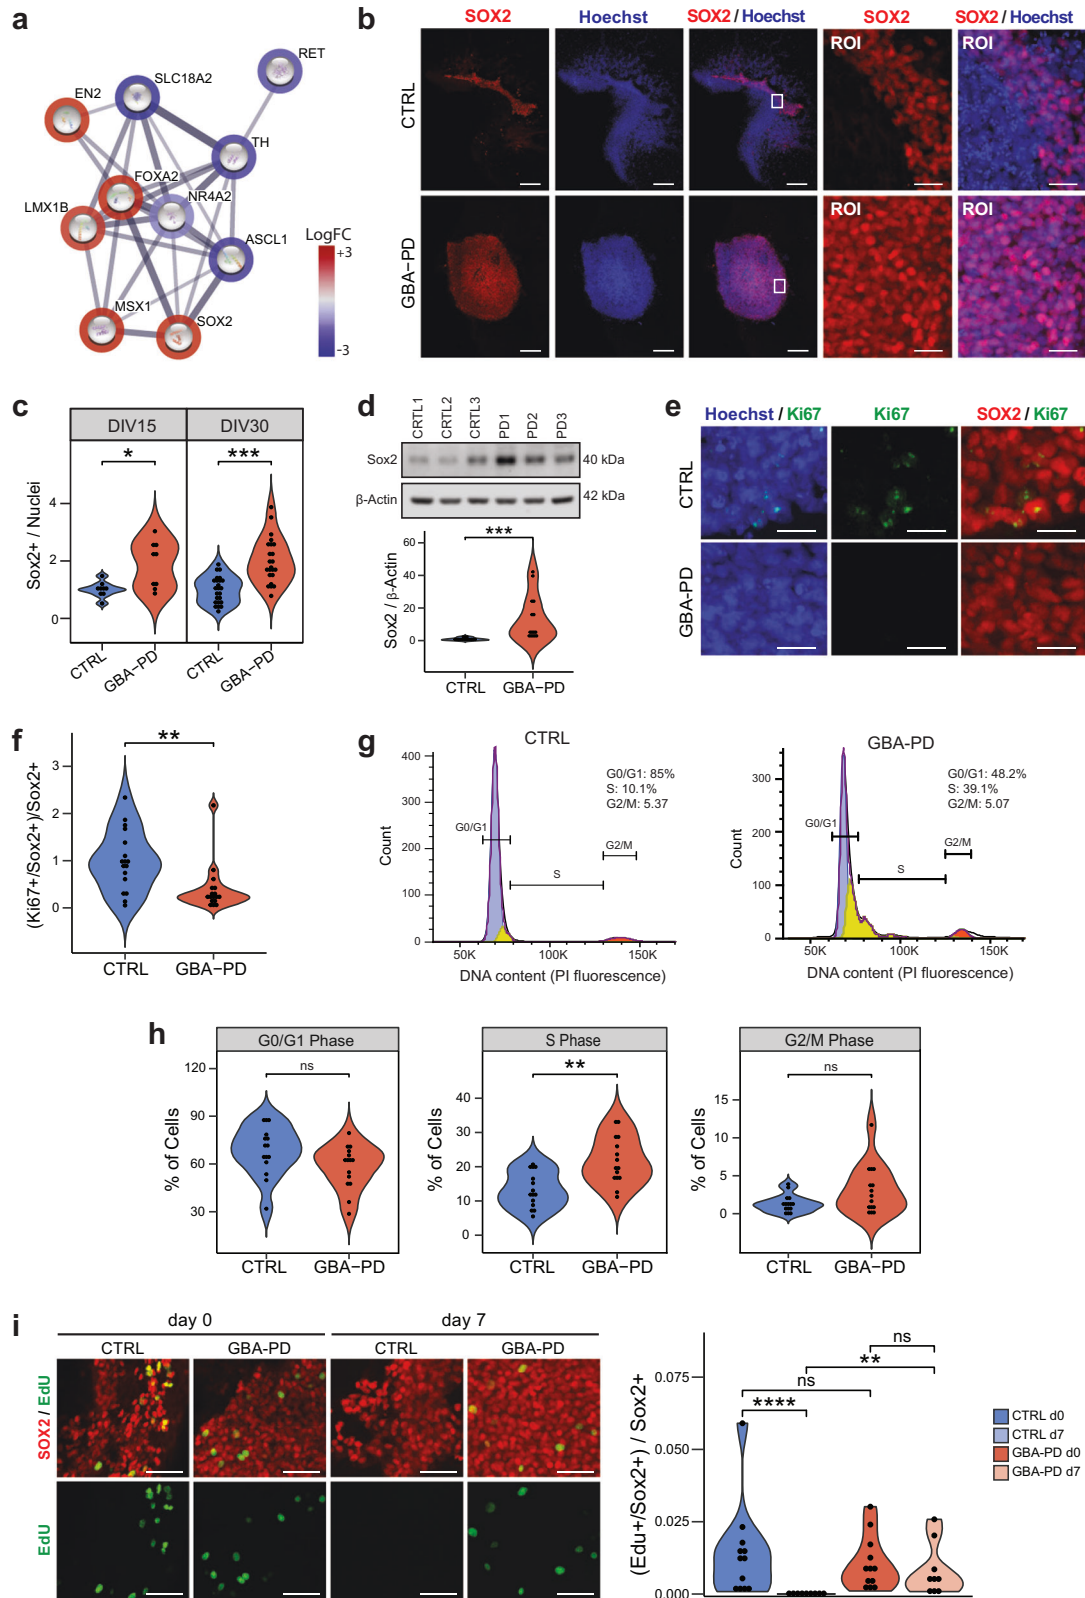 a
RET
SLC18A2
EN2
TH
FOXA2
NR4A2
LMX1B
ASCL1
MSX1
SOX2
LogFC
+3
-3
b
SOX2
Hoechst
SOX2 / Hoechst
SOX2
SOX2 / Hoechst
CTRL
ROI
ROI
GBA-PD
ROI
ROI
c
DIV15
DIV30
*
***
Sox2+ / Nuclei
4
2
0
CTRL
GBA-PD
CTRL
GBA-PD
d
CRTL1
CRTL2
CRTL3
PD1
PD2
PD3
Sox2
40 kDa
β-Actin
42 kDa
***
Sox2 / β-Actin
60
40
20
0
CTRL
GBA-PD
e
Hoechst / Ki67
Ki67
SOX2 / Ki67
CTRL
GBA-PD
f
**
(Ki67+/Sox2+)/Sox2+
3
2
1
0
CTRL
GBA-PD
g
CTRL
G0/G1: 85%
S: 10.1%
G2/M: 5.37
G0/G1
G2/M
S
Count
400
300
200
100
0
50K
100K
150K
DNA content (PI fluorescence)
GBA-PD
G0/G1: 48.2%
S: 39.1%
G2/M: 5.07
G0/G1
G2/M
S
Count
300
200
100
0
50K
100K
150K
DNA content (PI fluorescence)
h
G0/G1 Phase
ns
% of Cells
120
90
60
30
CTRL
GBA-PD
S Phase
**
% of Cells
40
30
20
10
0
CTRL
GBA-PD
G2/M Phase
ns
% of Cells
15
10
5
0
CTRL
GBA-PD
i
day 0
day 7
CTRL
GBA-PD
CTRL
GBA-PD
SOX2 / EdU
EdU
ns
**
ns
****
(Edu+/Sox2+) / Sox2+
0.075
0.050
0.025
0.000
CTRL d0
CTRL d7
GBA-PD d0
GBA-PD d7